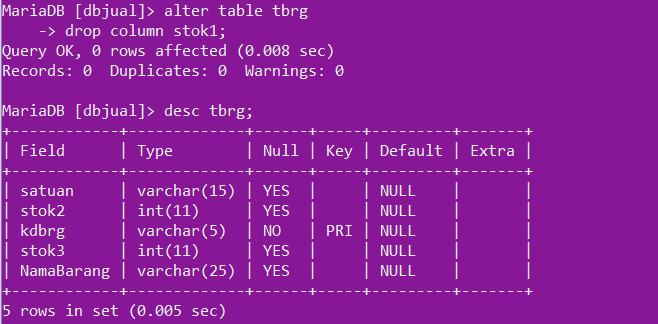 MariaDB [dbjual]> alter table tbrg
    -> drop column stok1;
Query OK, 0 rows affected (0.008 sec)
Records: 0  Duplicates: 0  Warnings: 0

MariaDB [dbjual]> desc tbrg;
+------------+-------------+------+-----+---------+-------+
| Field      | Type        | Null | Key | Default | Extra |
+------------+-------------+------+-----+---------+-------+
| satuan     | varchar(15) | YES  |     | NULL    |       |
| stok2      | int(11)     | YES  |     | NULL    |       |
| kdbrg      | varchar(5)  | NO   | PRI | NULL    |       |
| stok3      | int(11)     | YES  |     | NULL    |       |
| NamaBarang | varchar(25) | YES  |     | NULL    |       |
+------------+-------------+------+-----+---------+-------+
5 rows in set (0.005 sec)